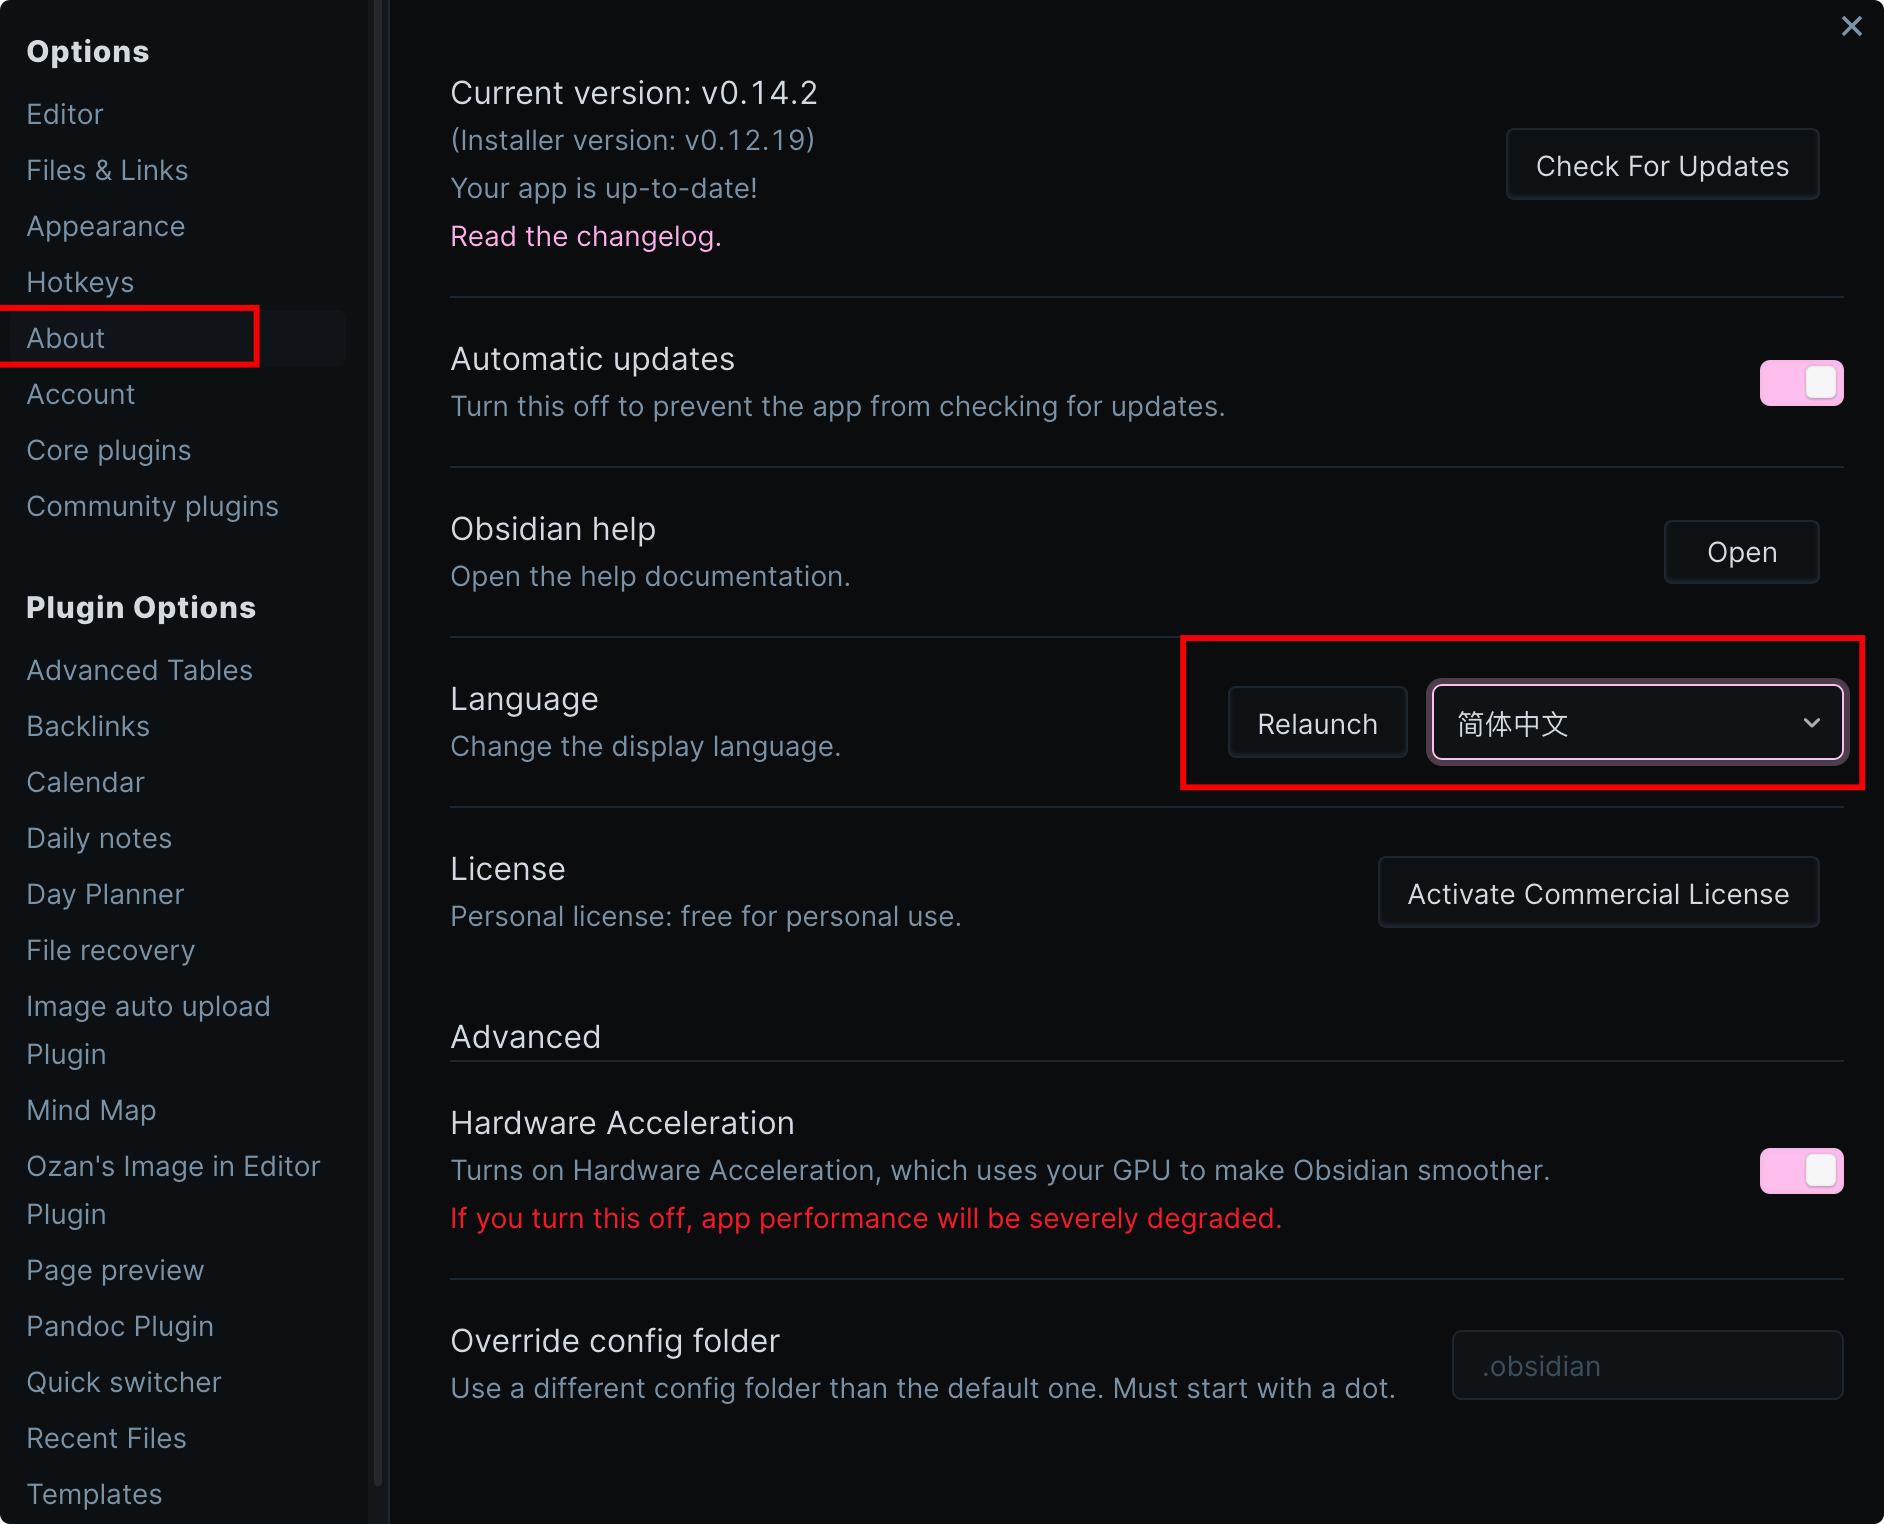 Options
Editor
Files & Links
Appearance
Hotkeys
About
Account
Core plugins
Community plugins
Plugin Options
Advanced Tables
Backlinks
Calendar
Daily notes
Day Planner
File recovery
Image auto upload
Plugin
Mind Map
Ozan's Image in Editor
Plugin
Page preview
Pandoc Plugin
Quick switcher
Recent Files
Templates
Current version: v0.14.2
(Installer version: v0.12.19)
Your app is up-to-date!
Read the changelog.
Check For Updates
Automatic updates
Turn this off to prevent the app from checking for updates.
Obsidian help
Open the help documentation.
Open
Language
Change the display language.
Relaunch
简体中文
License
Personal license: free for personal use.
Activate Commercial License
Advanced
Hardware Acceleration
Turns on Hardware Acceleration, which uses your GPU to make Obsidian smoother.
If you turn this off, app performance will be severely degraded.
Override config folder
Use a different config folder than the default one. Must start with a dot.
.obsidian